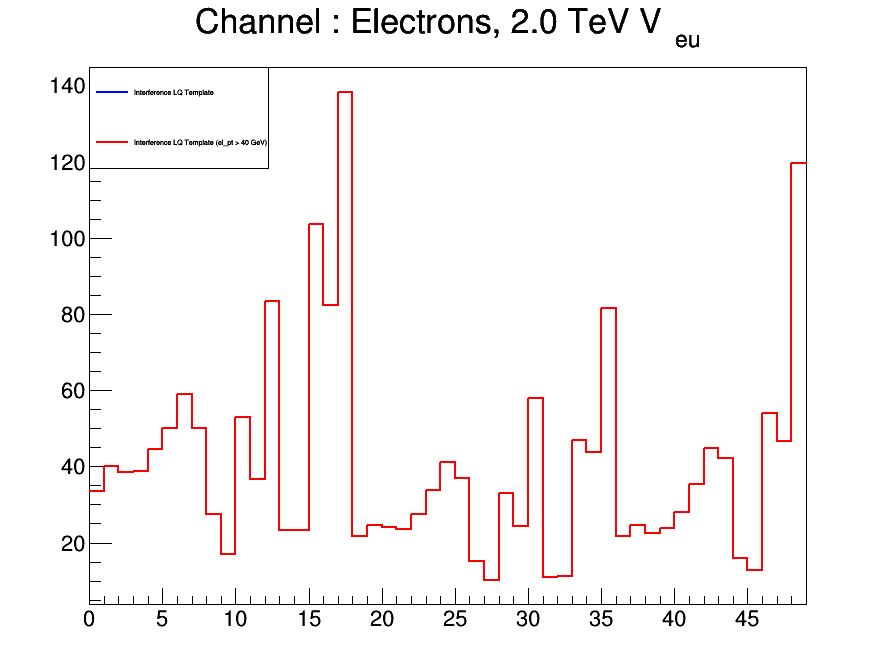 Channel : Electrons, 2.0 TeV V eu
Interference LQ Template
Interference LQ Template (el_pt > 40 GeV)
140
120
100
80
60
40
20
0 5 10 15 20 25 30 35 40 45